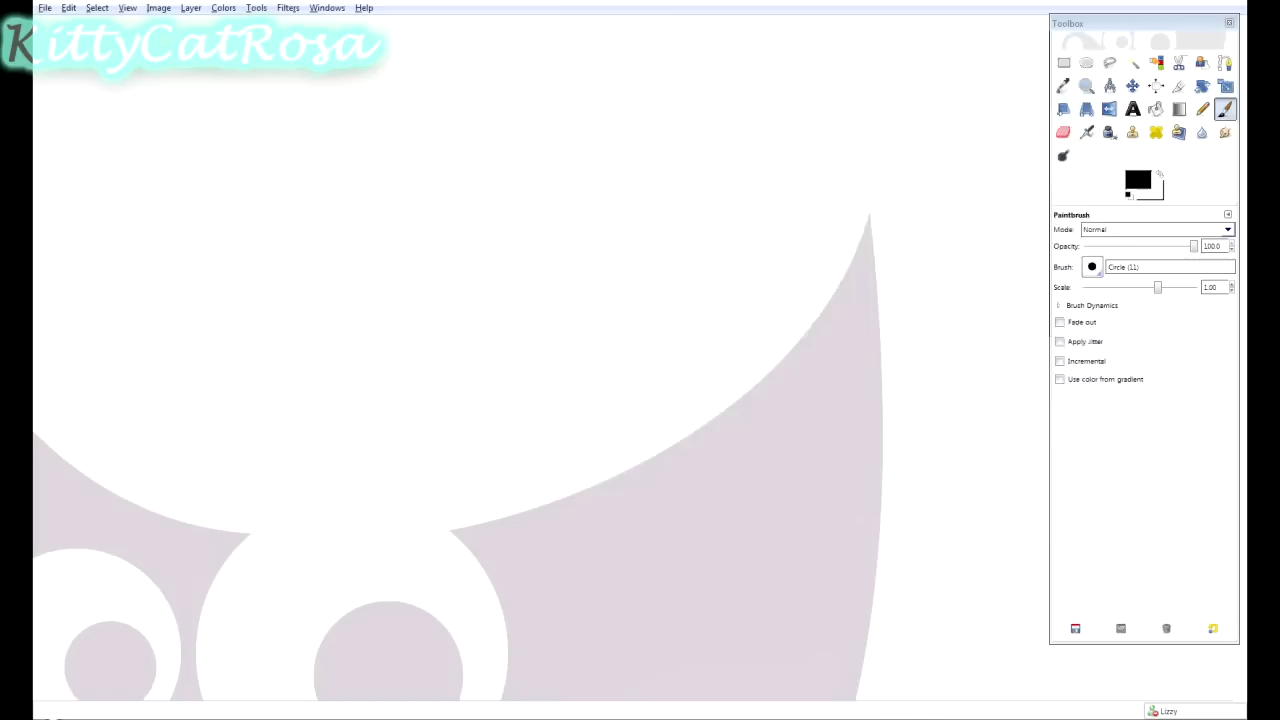 File Edit Select View Image Layer Colors Tools Filters Windows Help
KittyCatRosa
Toolbox
Paintbrush
Mode: Normal
Opacity: 100.0
Brush: Circle (11)
Scale: 1.00
Brush Dynamics
Fade out
Apply Jitter
Incremental
Use color from gradient
Lizzy